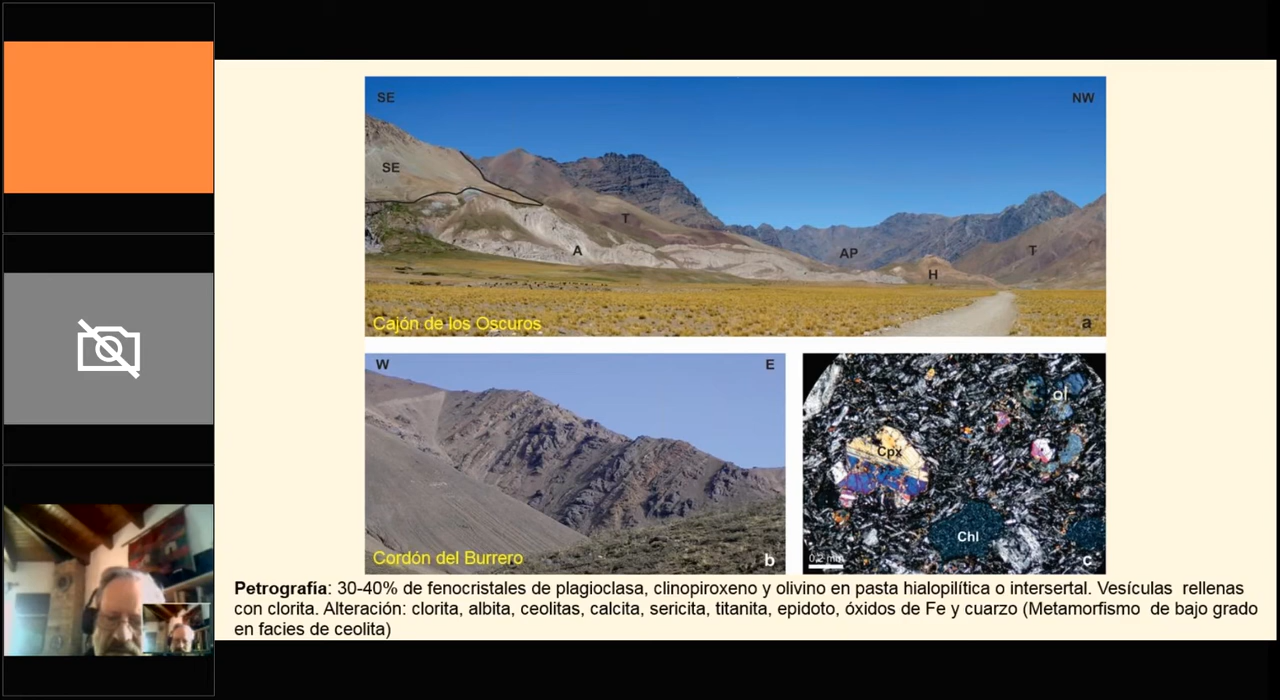 SE
NW
SE
T
A
AP
T
H
Cajón de los Oscuros
a
W
E
Cordón del Burrero
b
ol
Cpx
Chl
0,2 mm
c
Petrografía: 30-40% de fenocristales de plagioclasa, clinopiroxeno y olivino en pasta hialopilítica o intersertal. Vesículas rellenas
con clorita. Alteración: clorita, albita, ceolitas, calcita, sericita, titanita, epidoto, óxidos de Fe y cuarzo (Metamorfismo de bajo grado
en facies de ceolita)